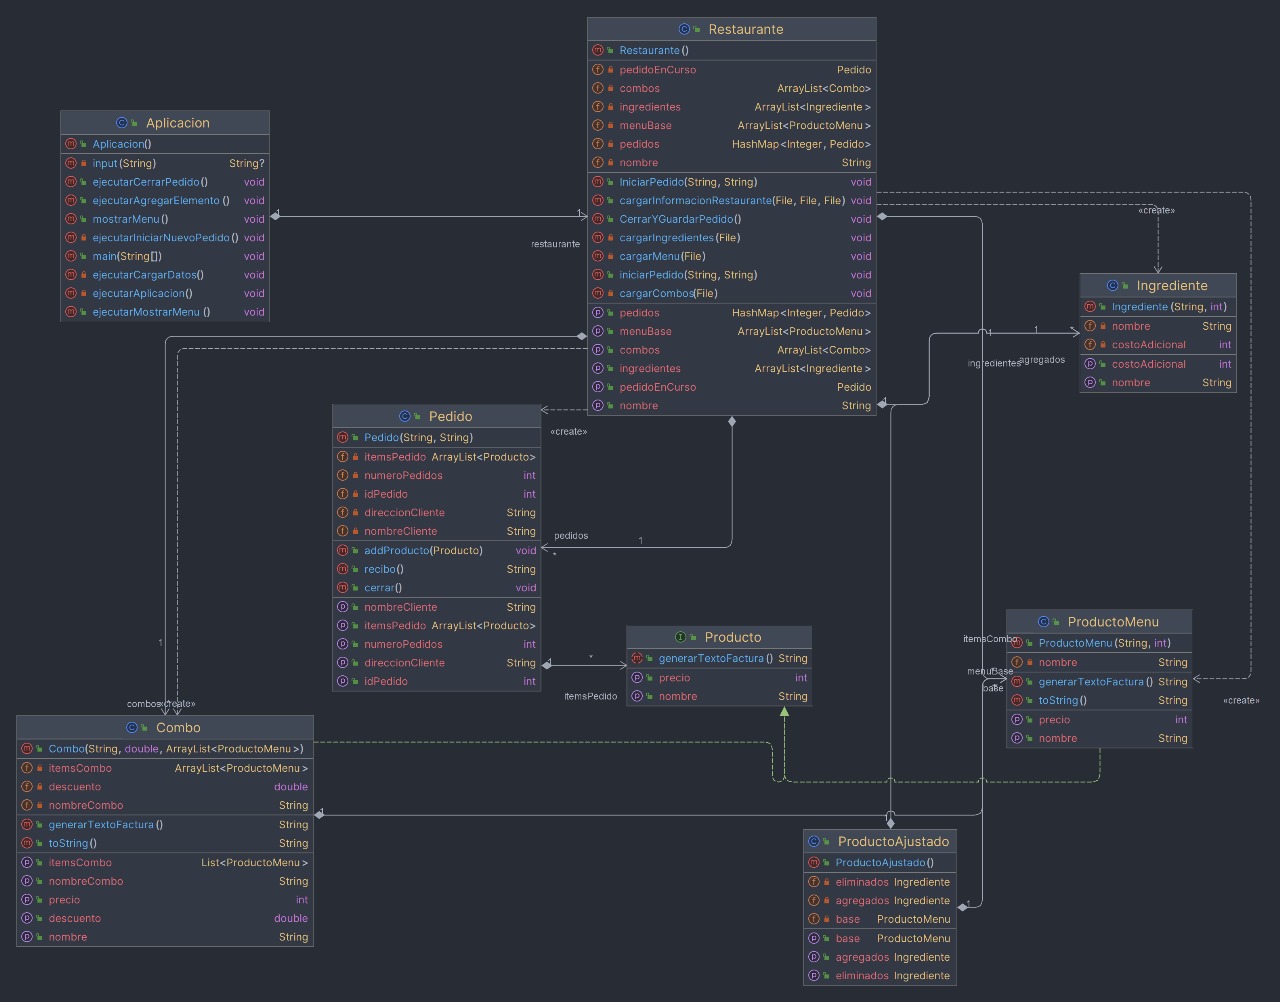 Restaurante
Restaurante()
pedidoEnCurso Pedido
combos ArrayList<Combo>
ingredientes ArrayList<Ingrediente>
menuBase ArrayList<ProductoMenu>
pedidos HashMap<Integer, Pedido>
nombre String
IniciarPedido(String, String) void
cargarInformacionRestaurante(File, File, File) void
CerrarYGuardarPedido() void
cargarIngredientes(File) void
cargarMenu(File) void
iniciarPedido(String, String) void
cargarCombos(File) void
pedidos HashMap<Integer, Pedido>
menuBase ArrayList<ProductoMenu>
combos ArrayList<Combo>
ingredientes ArrayList<Ingrediente>
pedidoEnCurso Pedido
nombre String
Aplicacion
Aplicacion()
input(String) String?
ejecutarCerrarPedido() void
ejecutarAgregarElemento() void
mostrarMenu() void
ejecutarIniciarNuevoPedido() void
main(String[]) void
ejecutarCargarDatos() void
ejecutarAplicacion() void
ejecutarMostrarMenu() void
1
1
restaurante
«create»
Ingrediente
Ingrediente(String, int)
nombre String
costoAdicional int
costoAdicional int
nombre String
1
1
ingredientes
agregados
1
Pedido
Pedido(String, String)
itemsPedido ArrayList<Producto>
numeroPedidos int
idPedido int
direccionCliente String
nombreCliente String
addProducto(Producto) void
recibo() String
cerrar() void
nombreCliente String
itemsPedido ArrayList<Producto>
numeroPedidos int
direccionCliente String
idPedido int
«create»
pedidos
1
*
Producto
generarTextoFactura() String
precio int
nombre String
1
*
itemsPedido
ProductoMenu
ProductoMenu(String, int)
nombre String
generarTextoFactura() String
toString() String
precio int
nombre String
itemsCombo
menuBase
base
«create»
1
combos
«create»
Combo
Combo(String, double, ArrayList<ProductoMenu>)
itemsCombo ArrayList<ProductoMenu>
descuento double
nombreCombo String
generarTextoFactura() String
toString() String
itemsCombo List<ProductoMenu>
nombreCombo String
precio int
descuento double
nombre String
1
ProductoAjustado
ProductoAjustado()
eliminados Ingrediente
agregados Ingrediente
base ProductoMenu
base ProductoMenu
agregados Ingrediente
eliminados Ingrediente
1